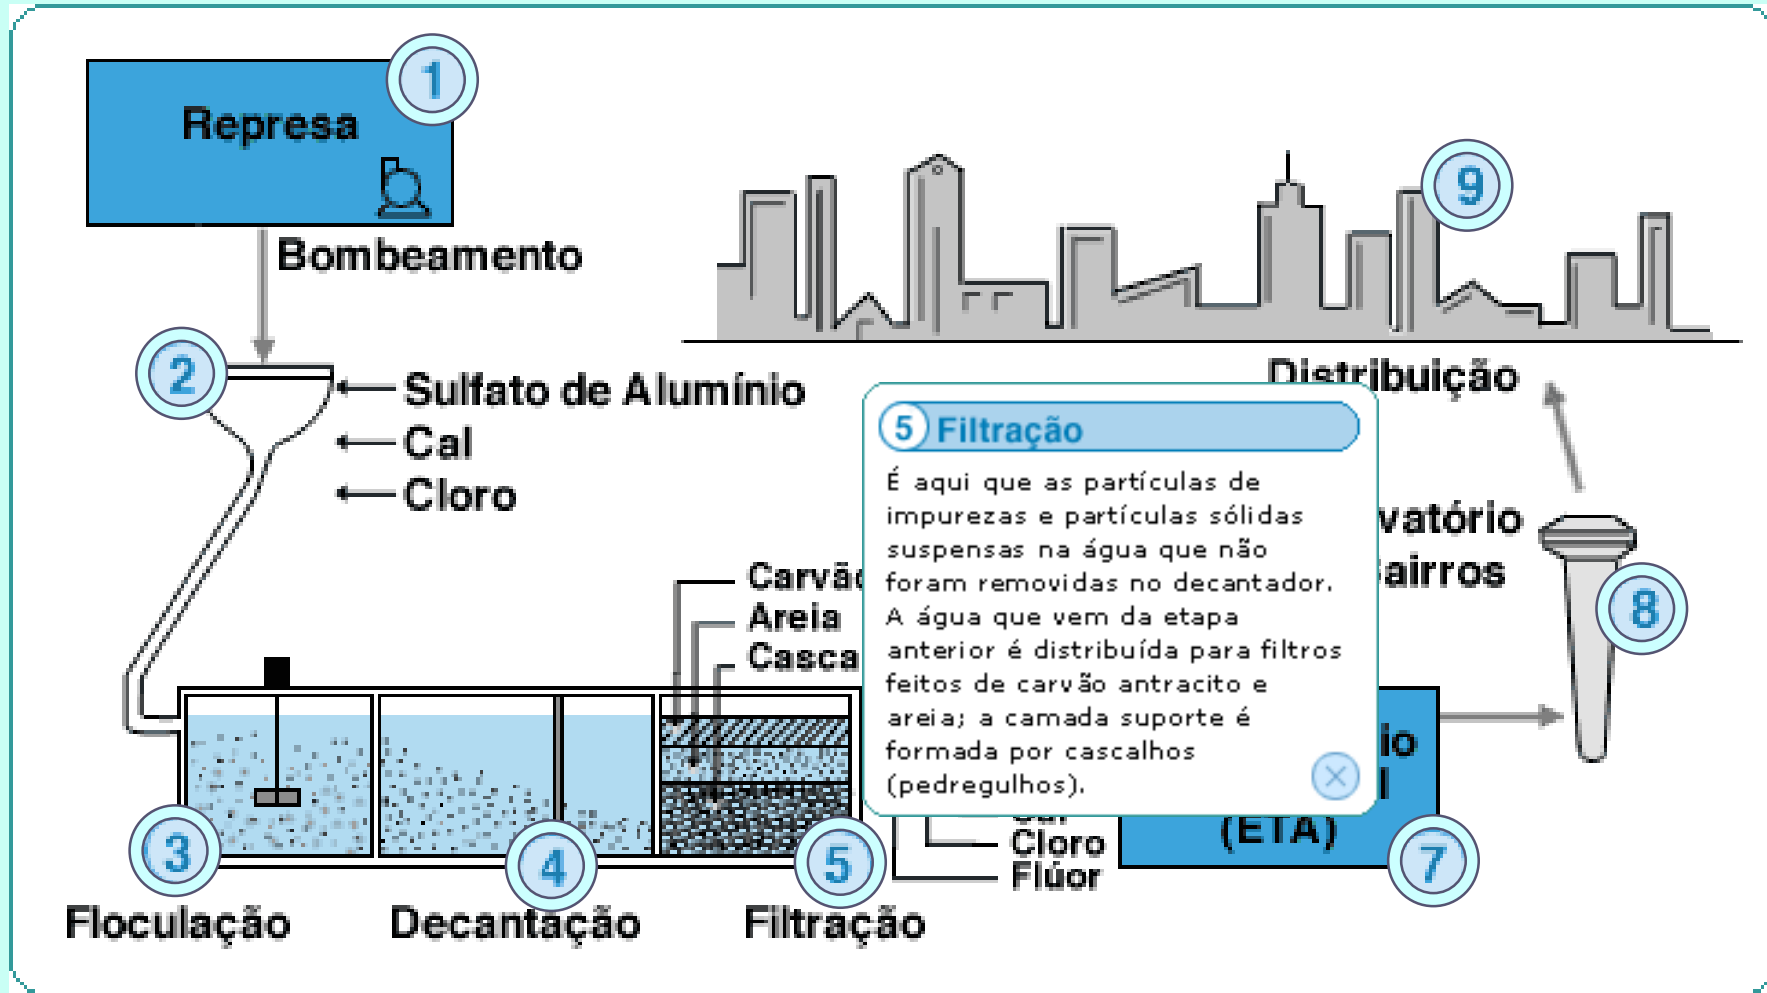 1
Represa
Bombeamento
9
2
Sulfato de Alumínio
Cal
Cloro
Distribuição
5 Filtração
É aqui que as partículas de
impurezas e partículas sólidas
suspensas na água que não
foram removidas no decantador.
A água que vem da etapa
anterior é distribuída para filtros
feitos de carvão antracito e
areia; a camada suporte é
formada por cascalhos
(pedregulhos).
8
Areia
(ETA)
Cloro
Flúor
3
4
5
7
Floculação
Decantação
Filtração